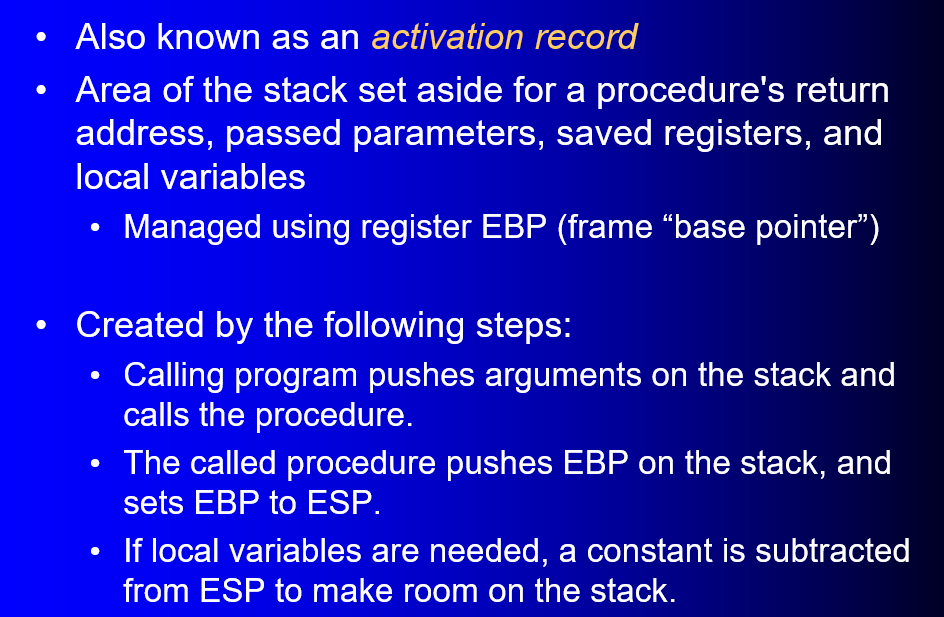 • Also known as an activation record
• Area of the stack set aside for a procedure's return
address, passed parameters, saved registers, and
local variables
• Managed using register EBP (frame “base pointer”)
• Created by the following steps:
• Calling program pushes arguments on the stack and
calls the procedure.
• The called procedure pushes EBP on the stack, and
sets EBP to ESP.
• If local variables are needed, a constant is subtracted
from ESP to make room on the stack.